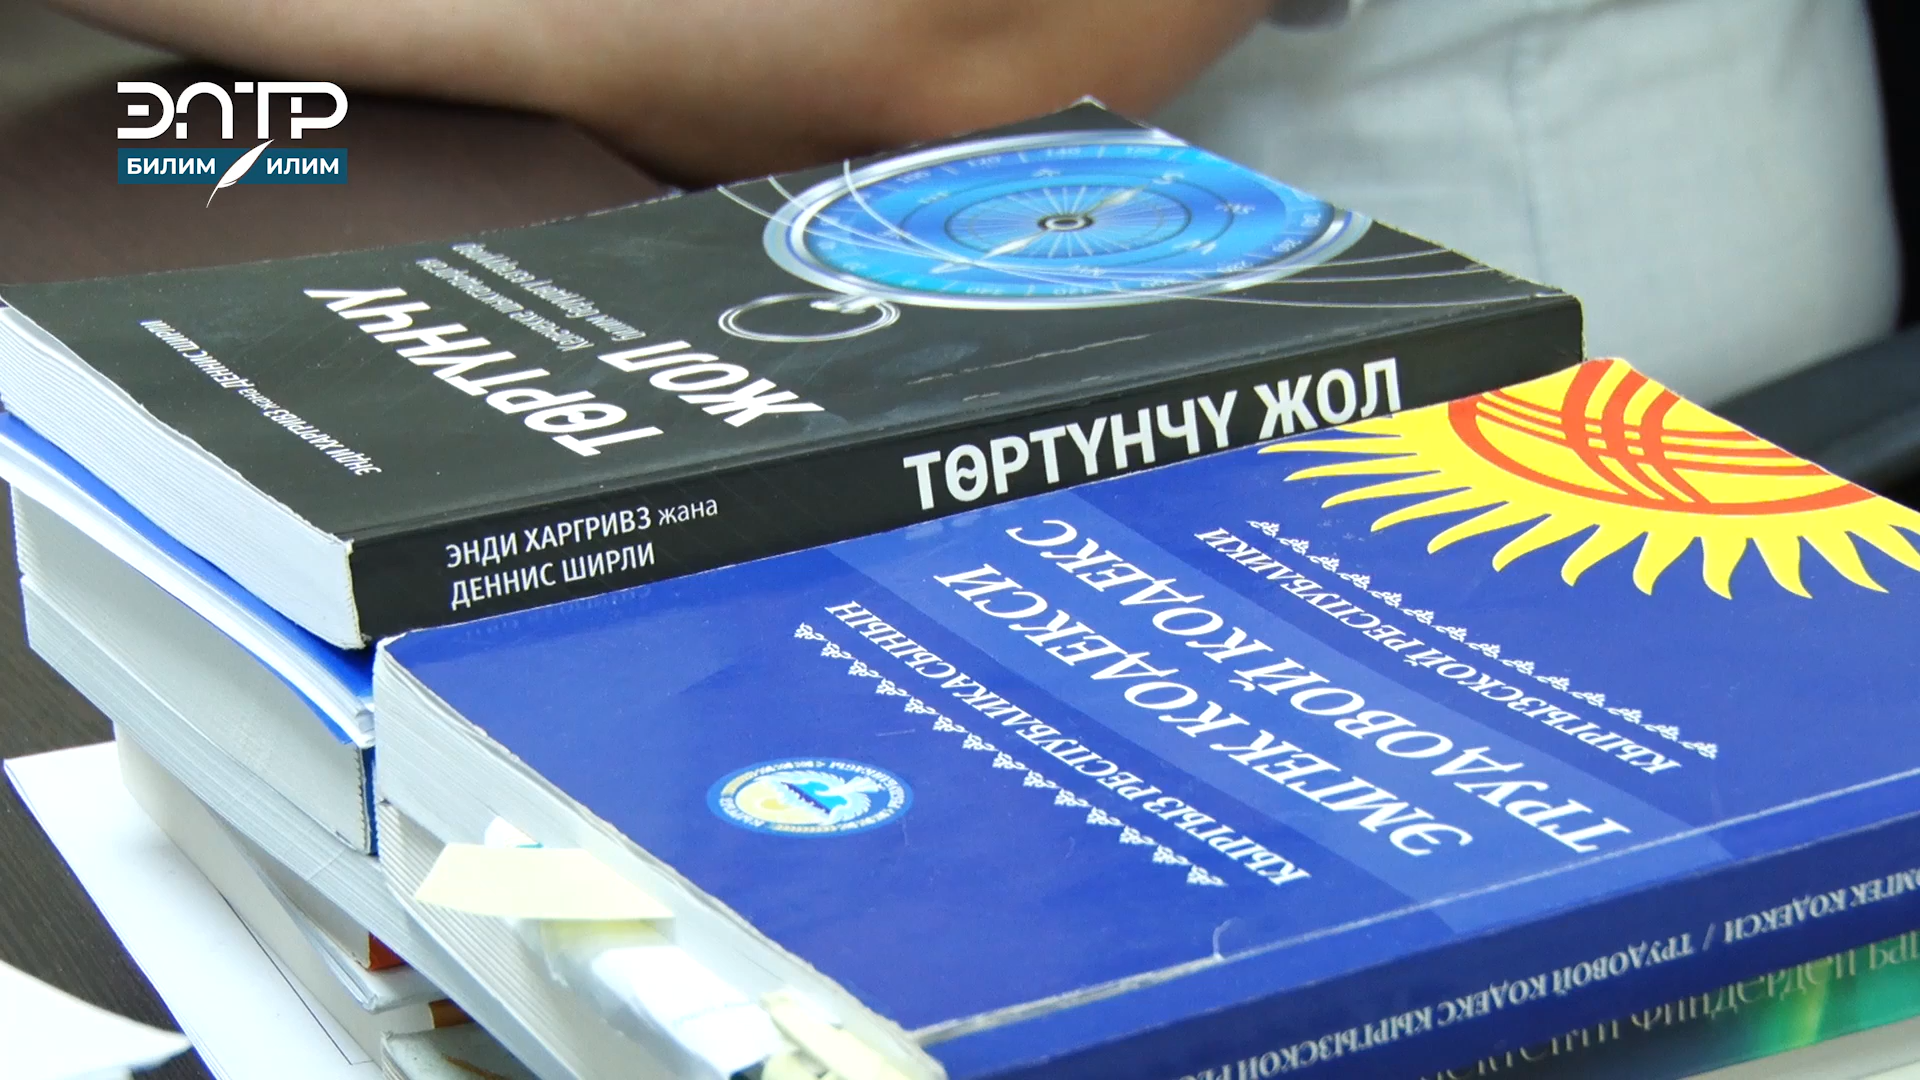 ЭЛТР
БИЛИМ ИЛИМ
ЭНДИ ХАРГРИВЗ жана ДЕННИС ШИРЛИ
ТӨРТҮНЧҮ
ЖОЛ
ЭНДИ ХАРГРИВЗ жана
ДЕННИС ШИРЛИ
ТӨРТҮНЧҮ ЖОЛ
КЫРГЫЗ РЕСПУБЛИКАСЫНЫН
ЭМГЕК КОДЕКСИ
ТРУДОВОЙ КОДЕКС
КЫРГЫЗСКОЙ РЕСПУБЛИКИ
ЭМГЕК КОДЕКСИ / ТРУДОВОЙ КОДЕКС КЫРГЫЗСКОЙ